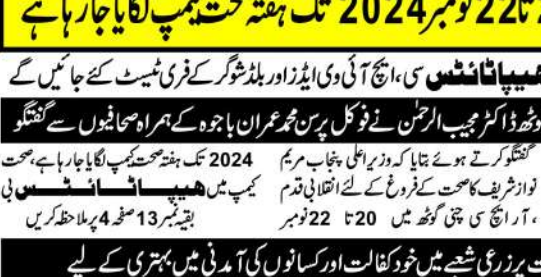 تا 22 نومبر 2024 تک ہفتہ صحت کیمپ لگایا جا رہا ہے
ھیپاٹائٹس سی، ایچ آئی وی ایڈز اور بلڈ شوگر کے فری ٹیسٹ کئے جائیں گے
ڈاکٹر مجیب الرحمٰن نے فوکل پرسن محمد عمران باجوہ کے ہمراہ صحافیوں سے گفتگو
گفتگو کرتے ہوئے بتایا کہ وزیر اعلیٰ پنجاب مریم
نواز شریف کا صحت کے فروغ کے لئے انقلابی قدم
، آر ایچ سی چنی گوٹھ میں 20 تا 22 نومبر
2024 تک ہفتہ صحت کیمپ لگایا جا رہا ہے، صحت
کیمپ میں ھیپاٹائٹس بی
بقیہ نمبر 13 صفحہ 4 پر ملاحظہ کریں
زرعی شعبے میں خود کفالت اور کسانوں کی آمدنی میں بہتری کے لیے